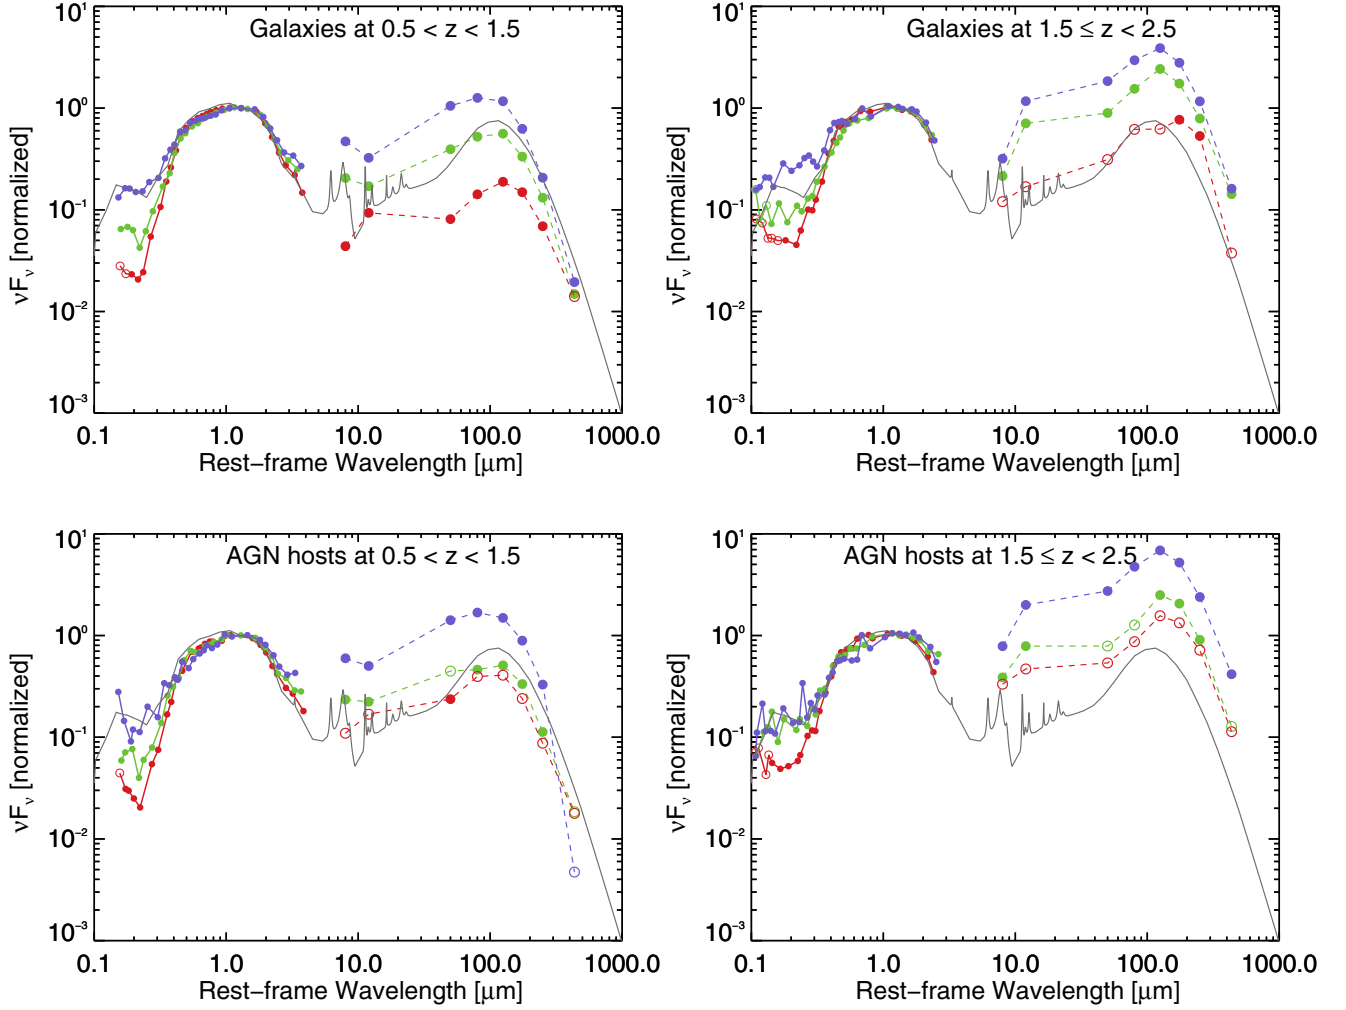 Galaxies at 0.5 < z < 1.5
10¹
10⁰
10⁻¹
10⁻²
10⁻³
νFν [normalized]
0.1 1.0 10.0 100.0 1000.0
Rest−frame Wavelength [μm]
Galaxies at 1.5 ≤ z < 2.5
10¹
10⁰
10⁻¹
10⁻²
10⁻³
νFν [normalized]
0.1 1.0 10.0 100.0 1000.0
Rest−frame Wavelength [μm]
AGN hosts at 0.5 < z < 1.5
10¹
10⁰
10⁻¹
10⁻²
10⁻³
νFν [normalized]
0.1 1.0 10.0 100.0 1000.0
Rest−frame Wavelength [μm]
AGN hosts at 1.5 ≤ z < 2.5
10¹
10⁰
10⁻¹
10⁻²
10⁻³
νFν [normalized]
0.1 1.0 10.0 100.0 1000.0
Rest−frame Wavelength [μm]